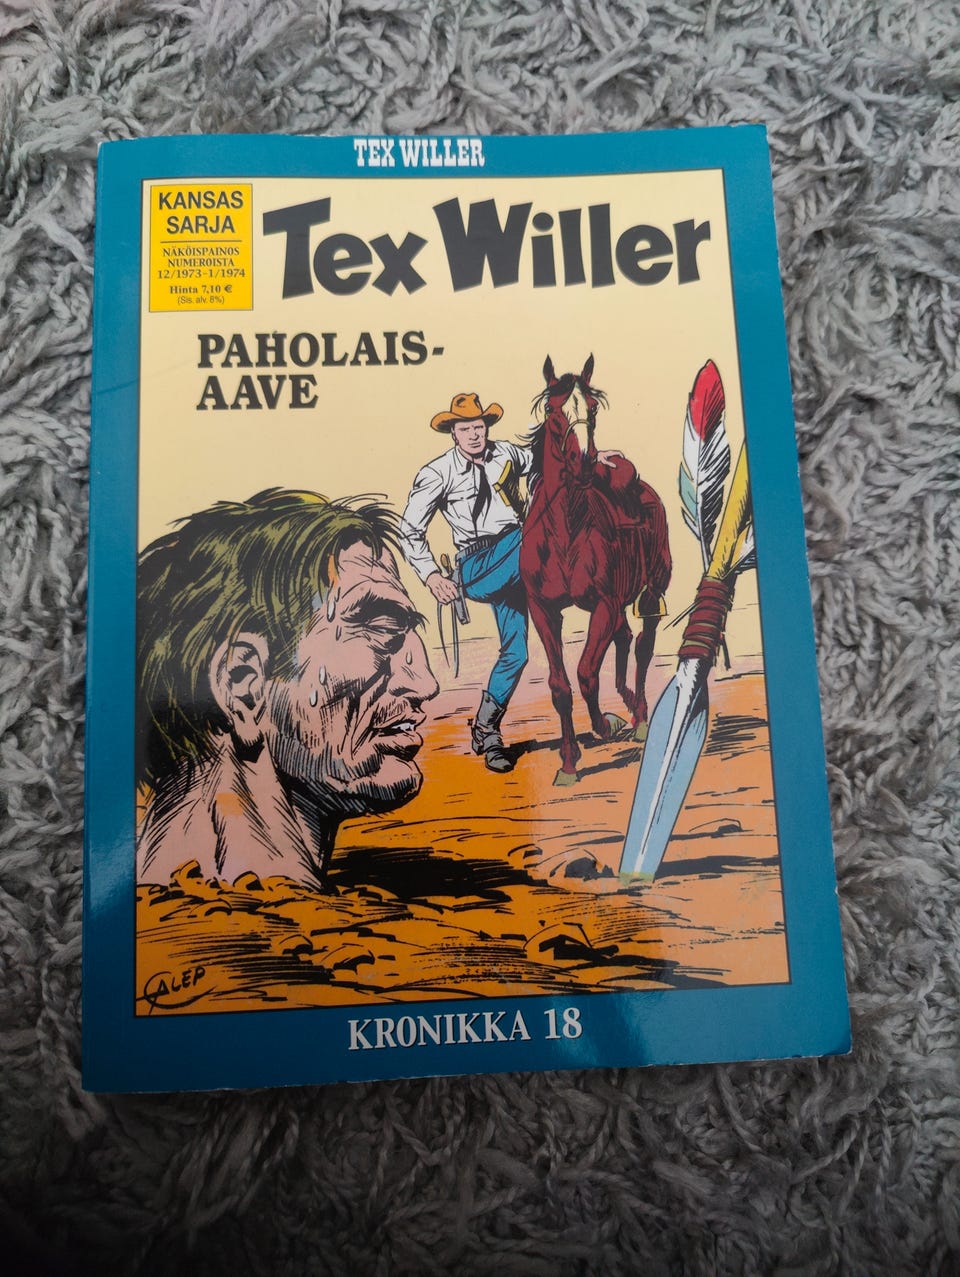 TEX WILLER
KANSAS
SARJA
NÄKÖISPAINOS
NUMEROISTA
12/1973-1/1974
Hinta 7,10 €
(Sis. alv. 8%)
Tex Willer
PAHOLAIS-
AAVE
GALEP
KRONIKKA 18